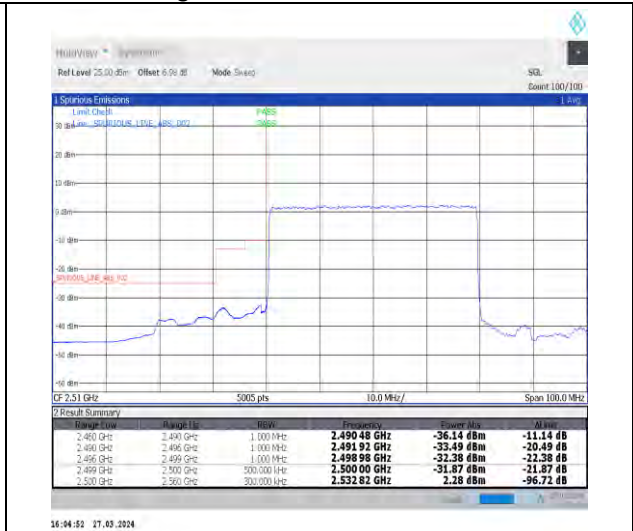 MultiView Spectrum
Ref Level 25.00 dBm Offset 6.98 dB Mode Sweep SGL
Count 100/100
1 Spurious Emissions 1 Avg
Limit Check PASS
30 dBm Line _SPURIOUS_LINE_ABS_002 PASS
20 dBm
10 dBm
0 dBm
-10 dBm
-20 dBm
_SPURIOUS_LINE_ABS_002
-30 dBm
-40 dBm
-50 dBm
CF 2.51 GHz 5005 pts 10.0 MHz/ Span 100.0 MHz
2 Result Summary
Range Low Range Up RBW Frequency Power Abs ΔLimit
2.460 GHz 2.490 GHz 1.000 MHz 2.490 48 GHz -36.14 dBm -11.14 dB
2.490 GHz 2.496 GHz 1.000 MHz 2.491 92 GHz -33.49 dBm -20.49 dB
2.496 GHz 2.499 GHz 1.000 MHz 2.498 98 GHz -32.38 dBm -22.38 dB
2.499 GHz 2.500 GHz 500.000 kHz 2.500 00 GHz -31.87 dBm -21.87 dB
2.500 GHz 2.560 GHz 300.000 kHz 2.532 82 GHz 2.28 dBm -96.72 dB
16:04:52 27.03.2024